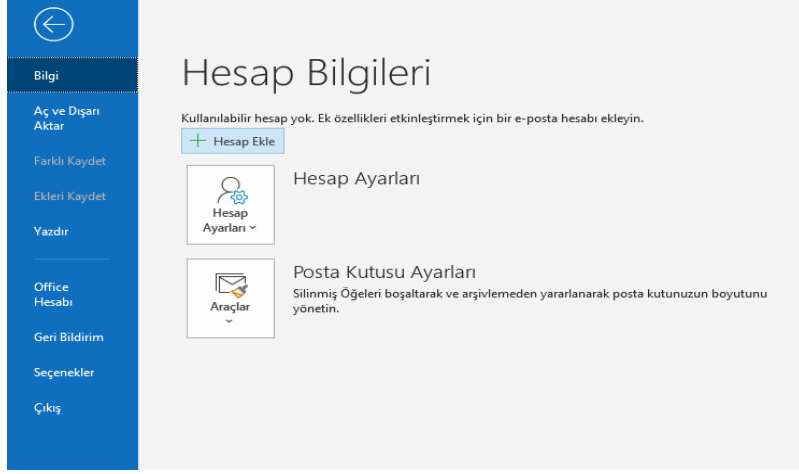 Bilgi
Aç ve Dışarı
Aktar
Farklı Kaydet
Ekleri Kaydet
Yazdır
Office
Hesabı
Geri Bildirim
Seçenekler
Çıkış
Hesap Bilgileri
Kullanılabilir hesap yok. Ek özellikleri etkinleştirmek için bir e-posta hesabı ekleyin.
Hesap Ekle
Hesap
Ayarları
Hesap Ayarları
Araçlar
Posta Kutusu Ayarları
Silinmiş Öğeleri boşaltarak ve arşivlemeden yararlanarak posta kutunuzun boyutunu
yönetin.